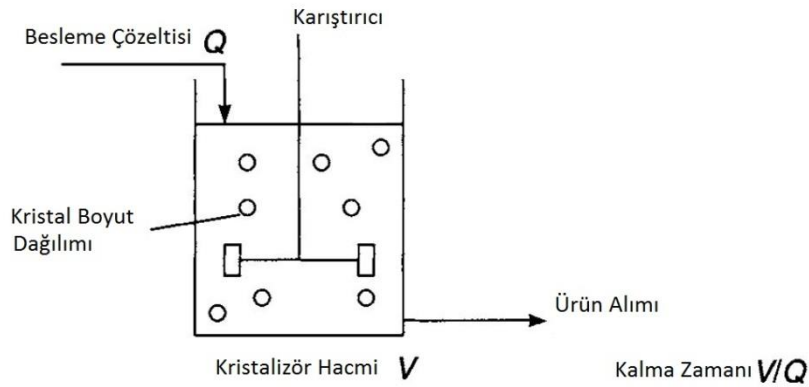 Karıştırıcı
Besleme Çözeltisi Q
Kristal Boyut
Dağılımı
Ürün Alımı
Kristalizör Hacmi V
Kalma Zamanı V/Q